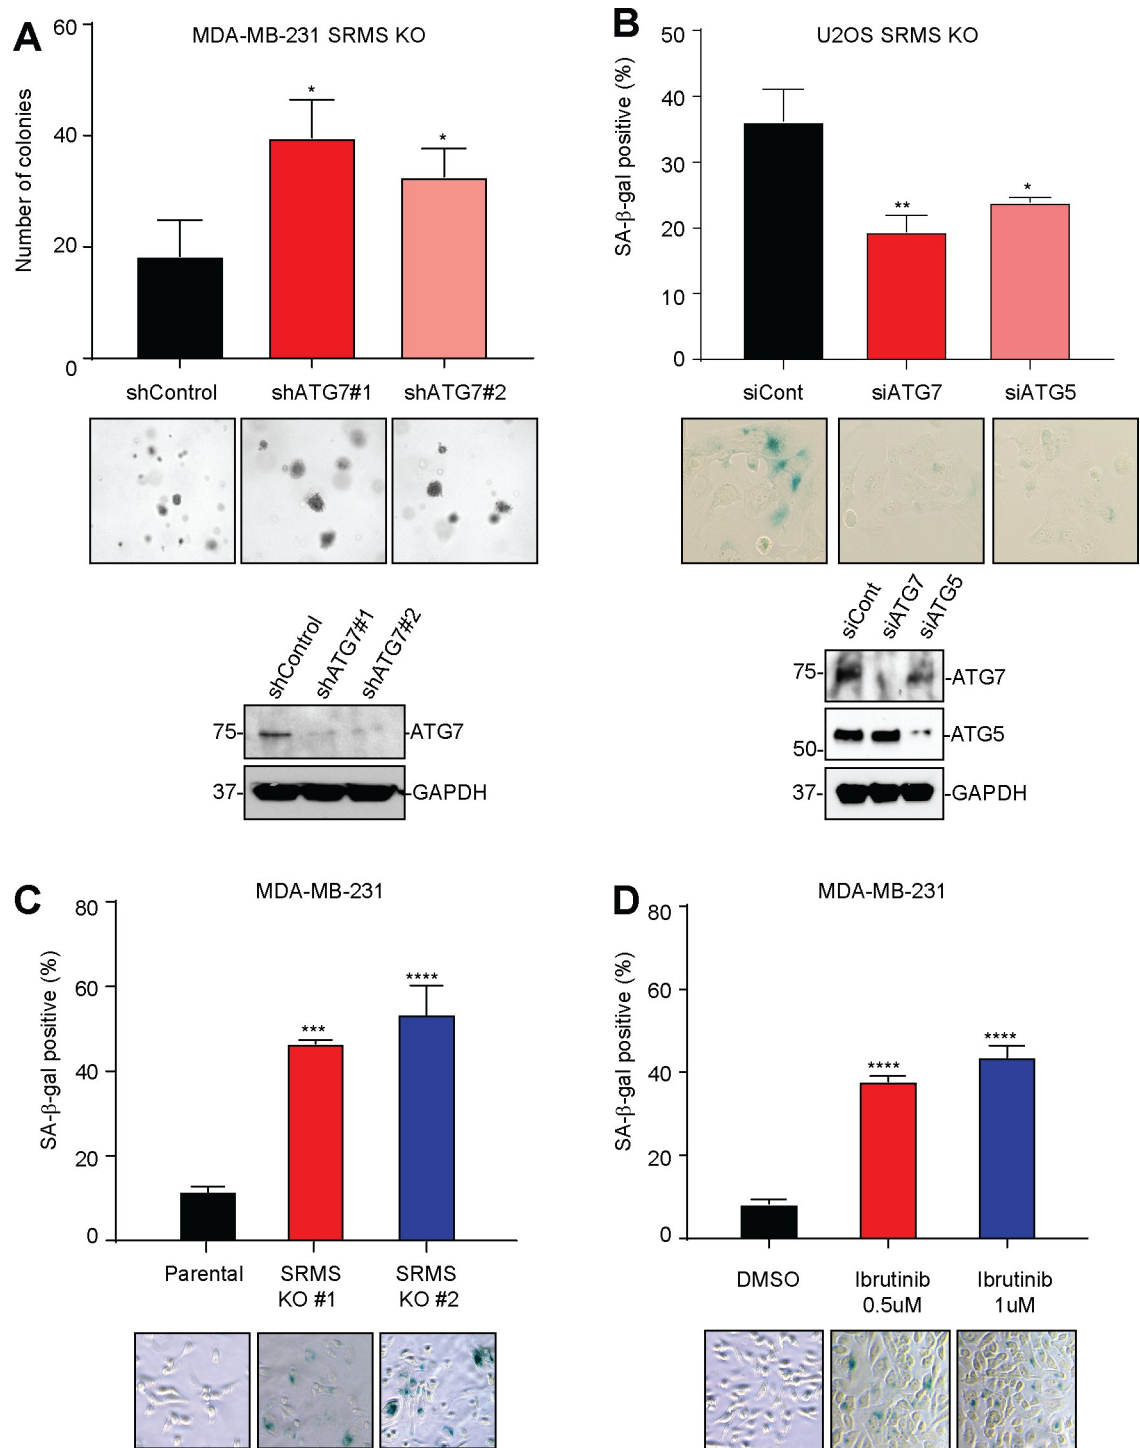 A
MDA-MB-231 SRMS KO
Number of colonies
60
40
20
0
*
*
shControl
shATG7#1
shATG7#2
shControl
shATG7#1
shATG7#2
75-
-ATG7
37-
-GAPDH
B
U2OS SRMS KO
SA-β-gal positive (%)
50
40
30
20
10
0
**
*
siCont
siATG7
siATG5
siCont
siATG7
siATG5
75-
-ATG7
50-
-ATG5
37-
-GAPDH
C
MDA-MB-231
SA-β-gal positive (%)
80
60
40
20
0
***
****
Parental
SRMS
KO #1
SRMS
KO #2
D
MDA-MB-231
SA-β-gal positive (%)
80
60
40
20
0
****
****
DMSO
Ibrutinib
0.5uM
Ibrutinib
1uM